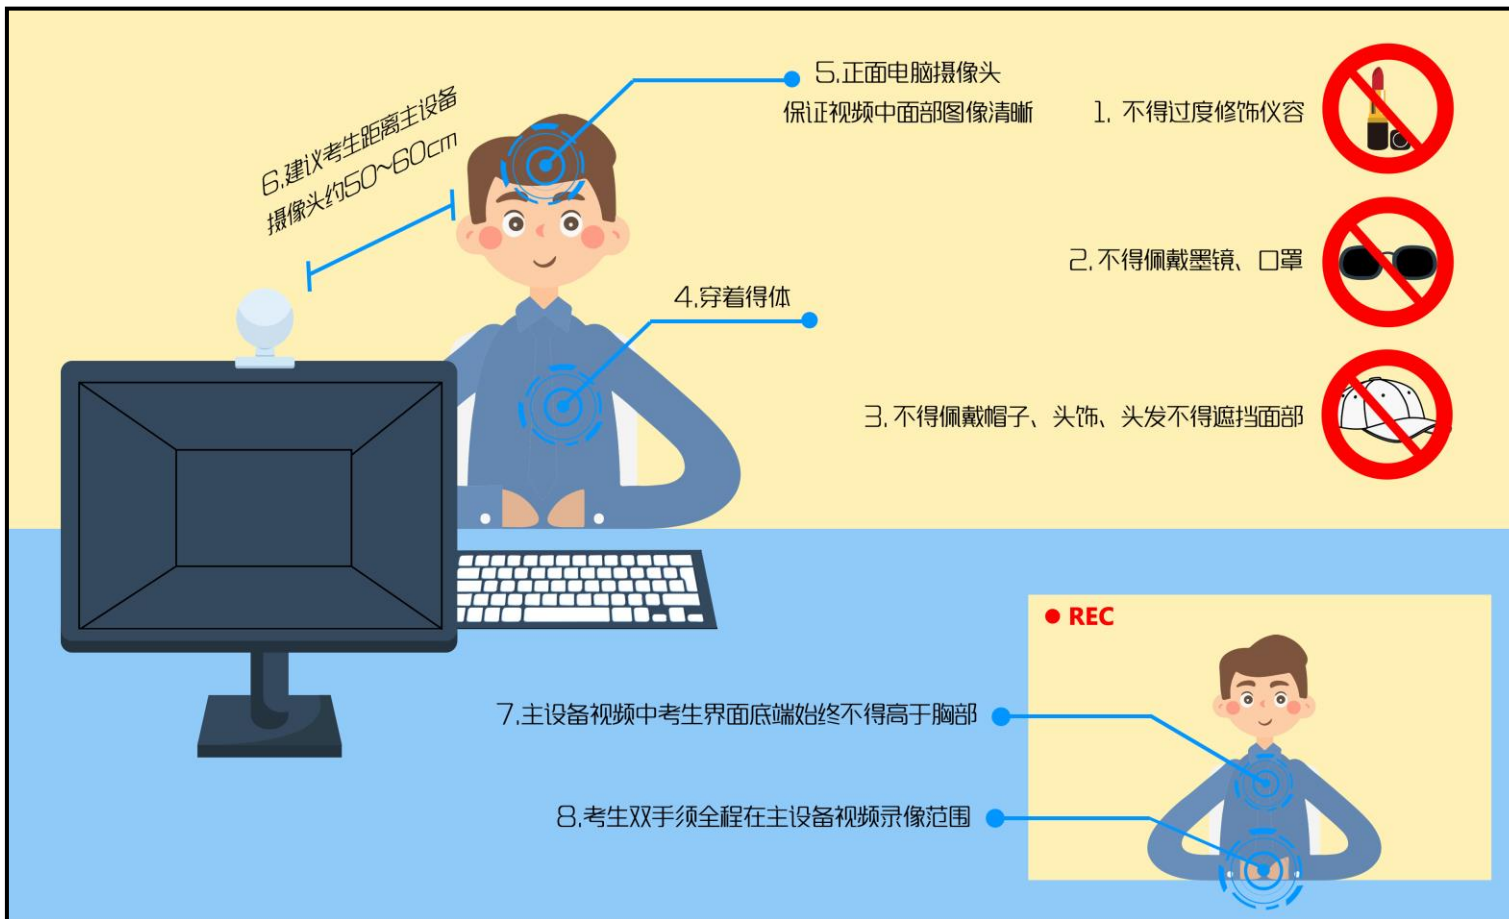 1. 不得过度修饰仪容
2. 不得佩戴墨镜、口罩
3. 不得佩戴帽子、头饰、头发不得遮挡面部
4.穿着得体
5.正面电脑摄像头
保证视频中面部图像清晰
6.建议考生距离主设备
摄像头约50~60cm
REC
7.主设备视频中考生界面底端始终不得高于胸部
8.考生双手须全程在主设备视频录像范围